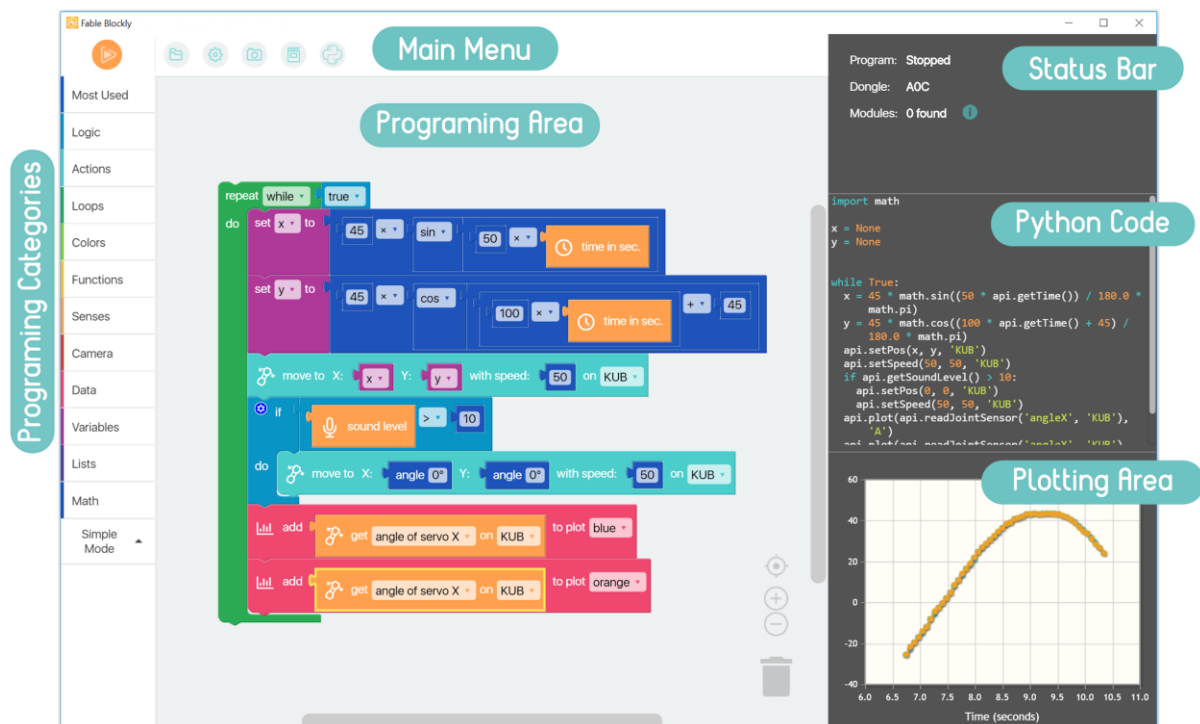 Fable Blockly
Main Menu
Programing Area
Status Bar
Python Code
Plotting Area
Programing Categories
Most Used
Logic
Actions
Loops
Colors
Functions
Senses
Camera
Data
Variables
Lists
Math
Simple
Mode
repeat while true
do set x to 45 × sin 50 × time in sec.
set y to 45 × cos 100 × time in sec. + 45
move to X: x Y: y with speed: 50 on KUB
if sound level > 10
do move to X: angle 0° Y: angle 0° with speed: 50 on KUB
add get angle of servo X on KUB to plot blue
add get angle of servo X on KUB to plot orange
Program: Stopped
Dongle: A0C
Modules: 0 found i
import math
x = None
y = None
while True:
x = 45 * math.sin((50 * api.getTime()) / 180.0 *
math.pi)
y = 45 * math.cos((100 * api.getTime() + 45) /
180.0 * math.pi)
api.setPos(x, y, 'KUB')
api.setSpeed(50, 50, 'KUB')
if api.getSoundLevel() > 10:
api.setPos(0, 0, 'KUB')
api.setSpeed(50, 50, 'KUB')
api.plot(api.readJointSensor('angleX', 'KUB'),
'A')
api.plot(api.readJointSensor('angleX', 'KUB')
60
40
20
0
-20
-40
6.0 6.5 7.0 7.5 8.0 8.5 9.0 9.5 10.0 10.5 11.0
Time (seconds)